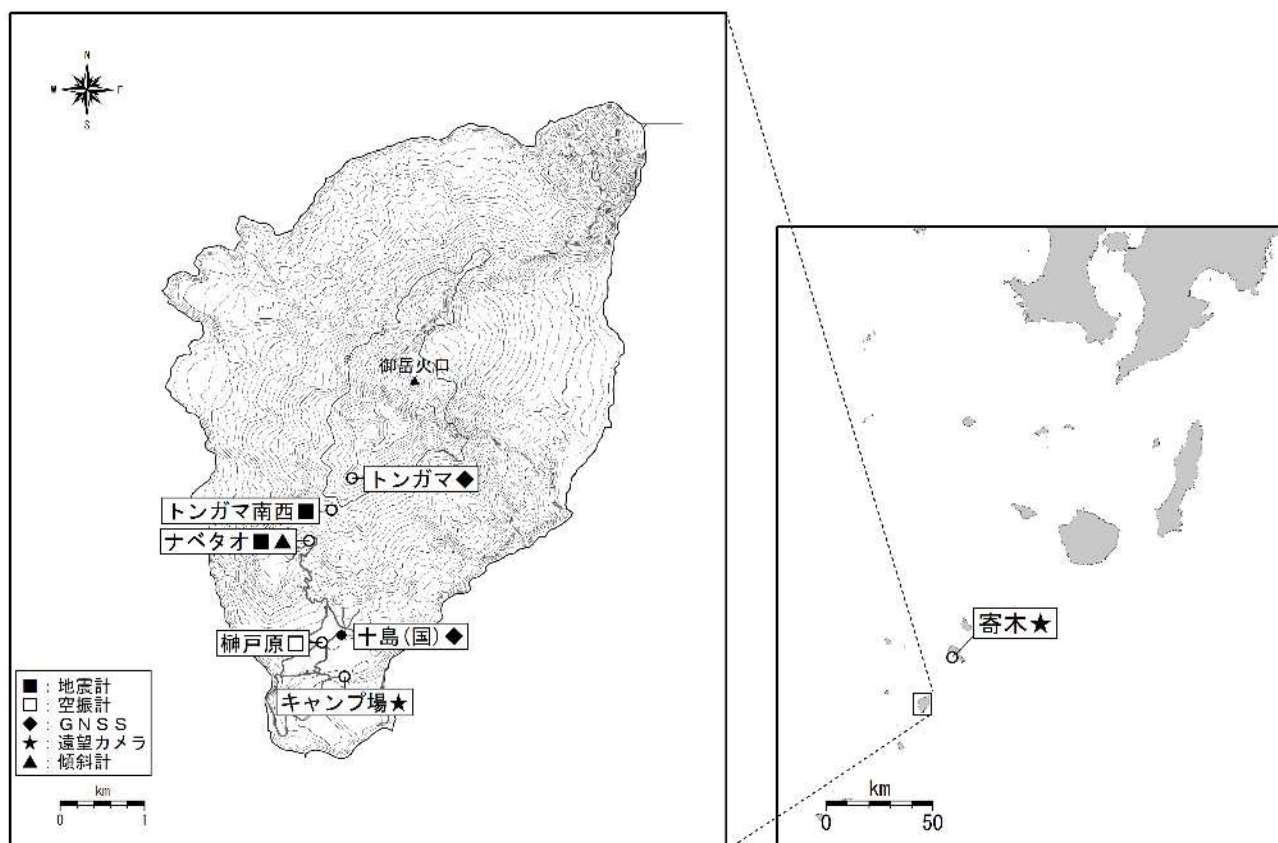 N
W
S
御岳火口
トンガマ◆
トンガマ南西■
ナベタオ■▲
榊戸原□
十島(国)◆
キャンプ場★
■：地震計
□：空振計
◆：ＧＮＳＳ
★：遠望カメラ
▲：傾斜計
km
0 1
寄木★
km
0 50